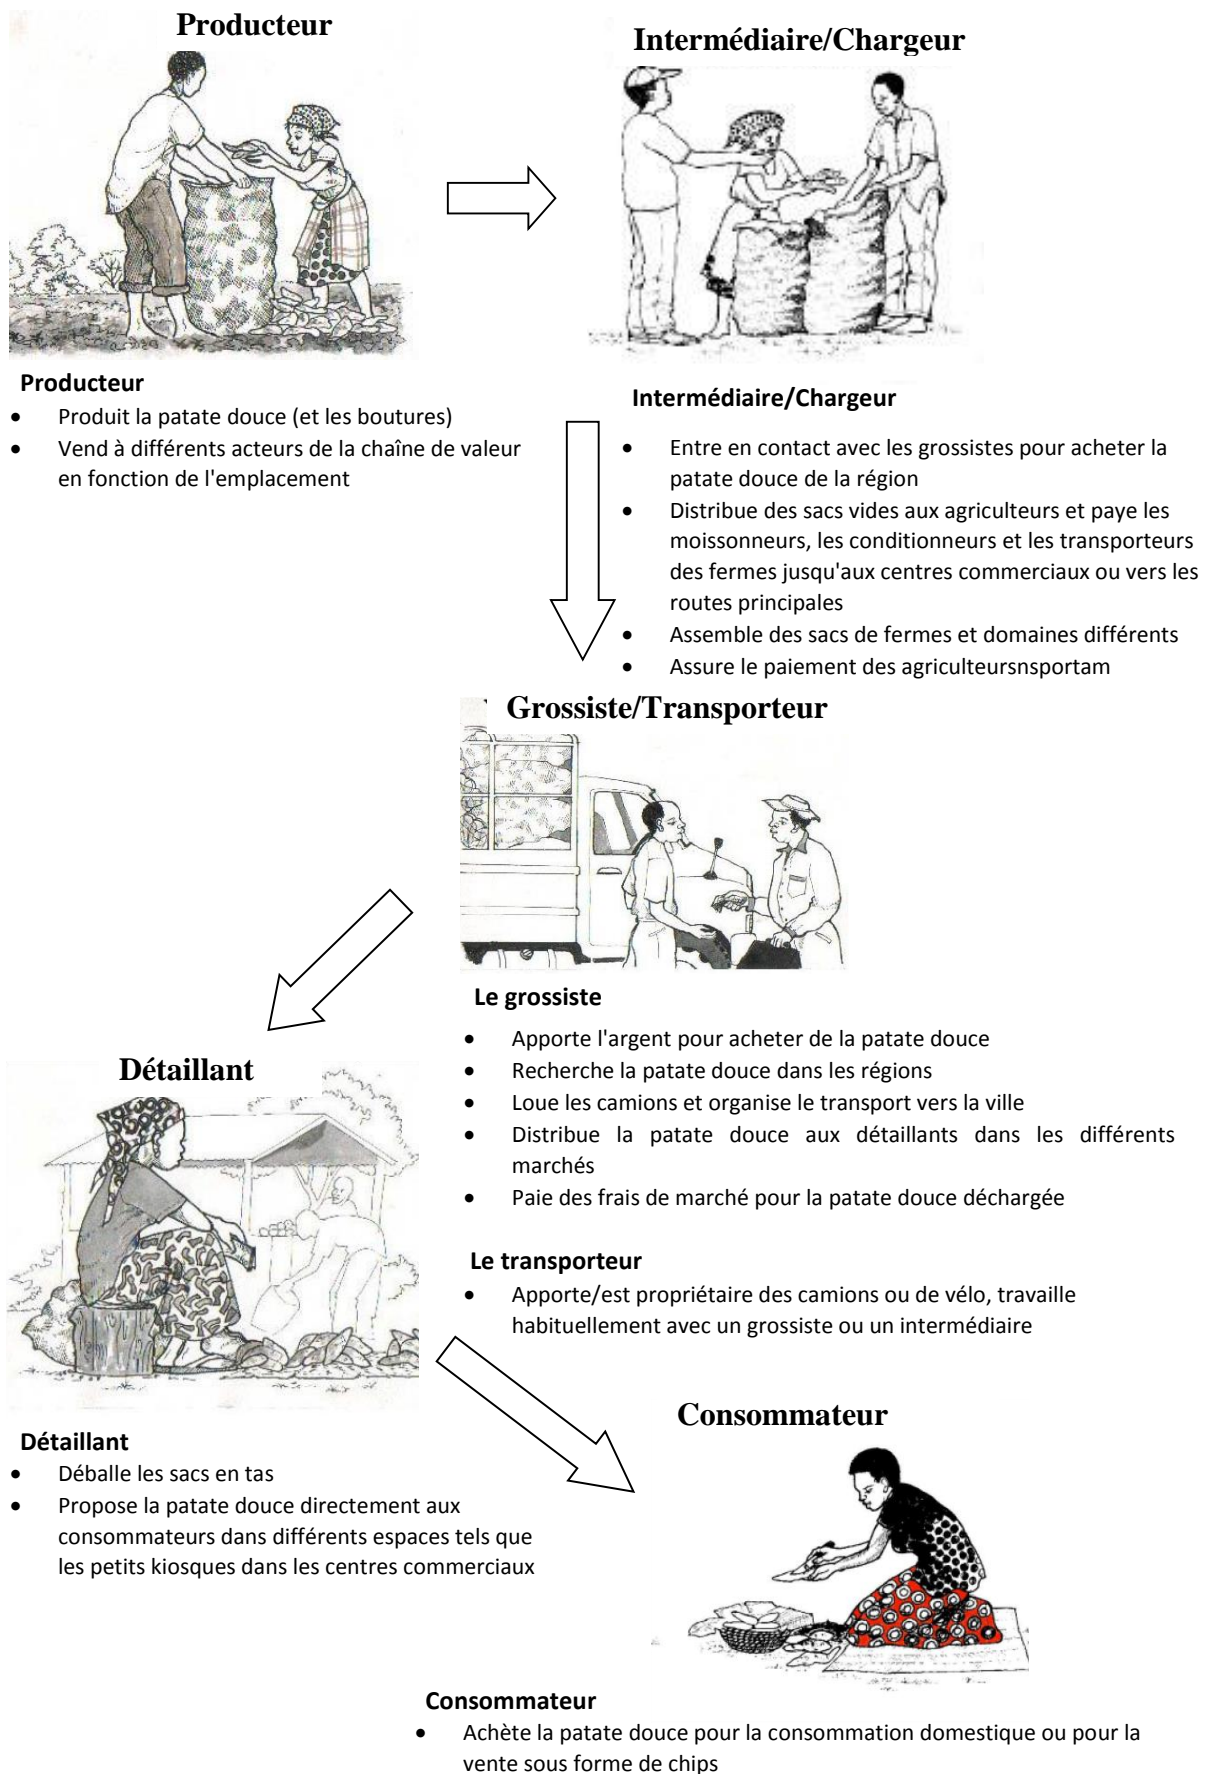 Producteur
Intermédiaire/Chargeur
Producteur
• Produit la patate douce (et les boutures)
• Vend à différents acteurs de la chaîne de valeur
en fonction de l'emplacement
Intermédiaire/Chargeur
• Entre en contact avec les grossistes pour acheter la
patate douce de la région
• Distribue des sacs vides aux agriculteurs et paye les
moissonneurs, les conditionneurs et les transporteurs
des fermes jusqu'aux centres commerciaux ou vers les
routes principales
• Assemble des sacs de fermes et domaines différents
• Assure le paiement des agriculteursnsportam
Grossiste/Transporteur
Le grossiste
• Apporte l'argent pour acheter de la patate douce
• Recherche la patate douce dans les régions
• Loue les camions et organise le transport vers la ville
• Distribue la patate douce aux détaillants dans les différents
marchés
• Paie des frais de marché pour la patate douce déchargée
Le transporteur
• Apporte/est propriétaire des camions ou de vélo, travaille
habituellement avec un grossiste ou un intermédiaire
Détaillant
Détaillant
• Déballe les sacs en tas
• Propose la patate douce directement aux
consommateurs dans différents espaces tels que
les petits kiosques dans les centres commerciaux
Consommateur
Consommateur
• Achète la patate douce pour la consommation domestique ou pour la
vente sous forme de chips